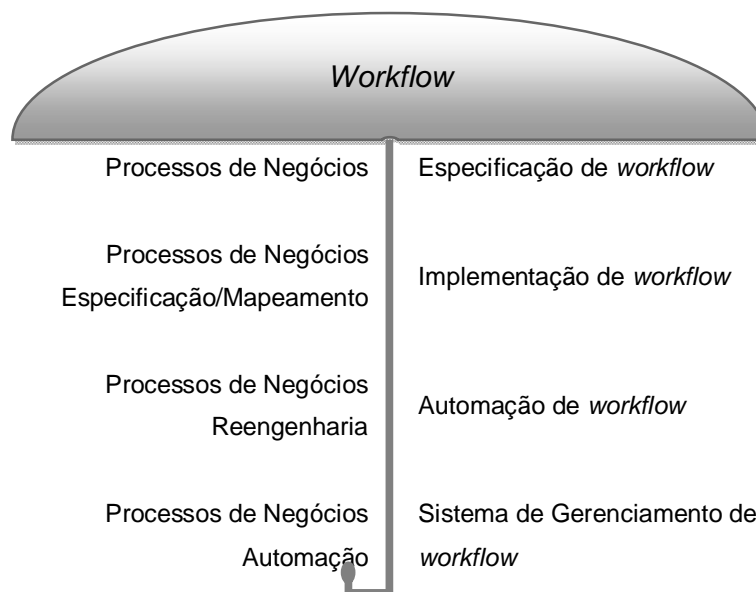 Workflow
Processos de Negócios
Especificação de workflow
Processos de Negócios
Especificação/Mapeamento
Implementação de workflow
Processos de Negócios
Reengenharia
Automação de workflow
Processos de Negócios
Automação
Sistema de Gerenciamento de
workflow